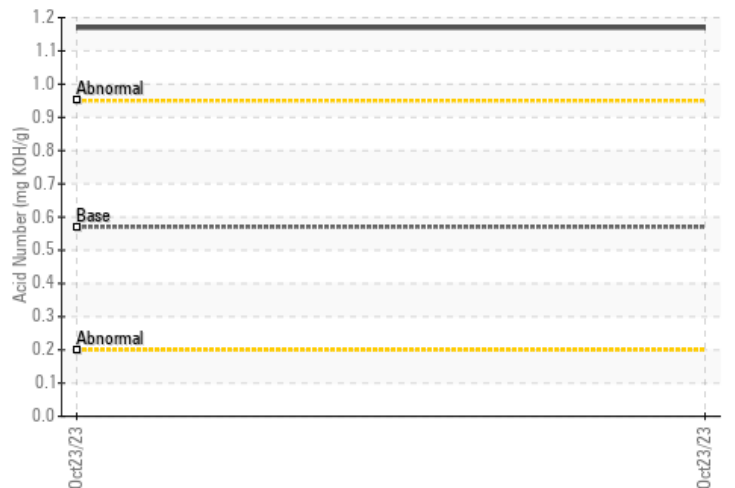 1.2
1.1
1.0
0.9
0.8
0.7
0.6
0.5
0.4
0.3
0.2
0.1
0.0
Acid Number (mg KOH/g)
Abnormal
Base
Abnormal
Oct23/23
Oct23/23